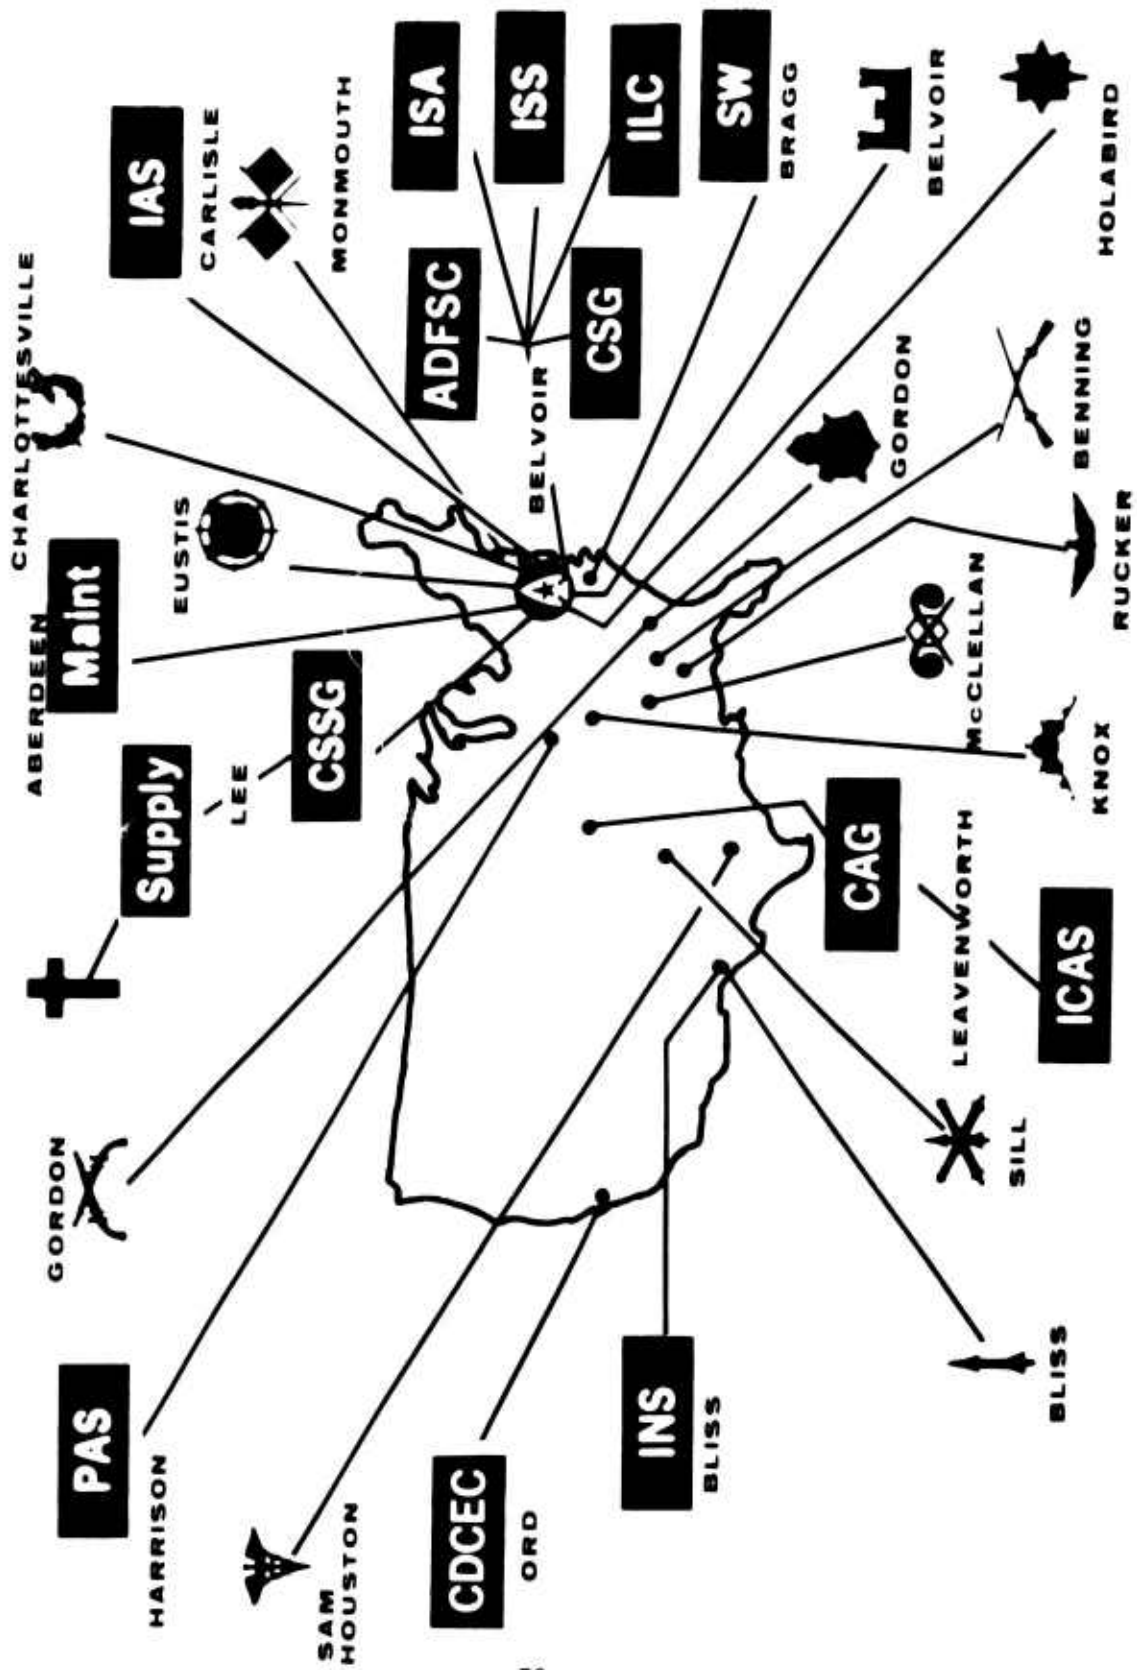 PAS
HARRISON
GORDON
Supply
LEE
ABERDEEN
Maint
CHARLOTTESVILLE
EUSTIS
IAS
CARLISLE
MONMOUTH
SAM
HOUSTON
CSSG
CDCEC
ORD
ADFSC
ISA
ISS
ILC
BELVOIR
CSG
SW
BRAGG
INS
BLISS
CAG
LEAVENWORTH
ICAS
GORDON
BELVOIR
HOLABIRD
BLISS
SILL
KNOX
McCLELLAN
RUCKER
BENNING